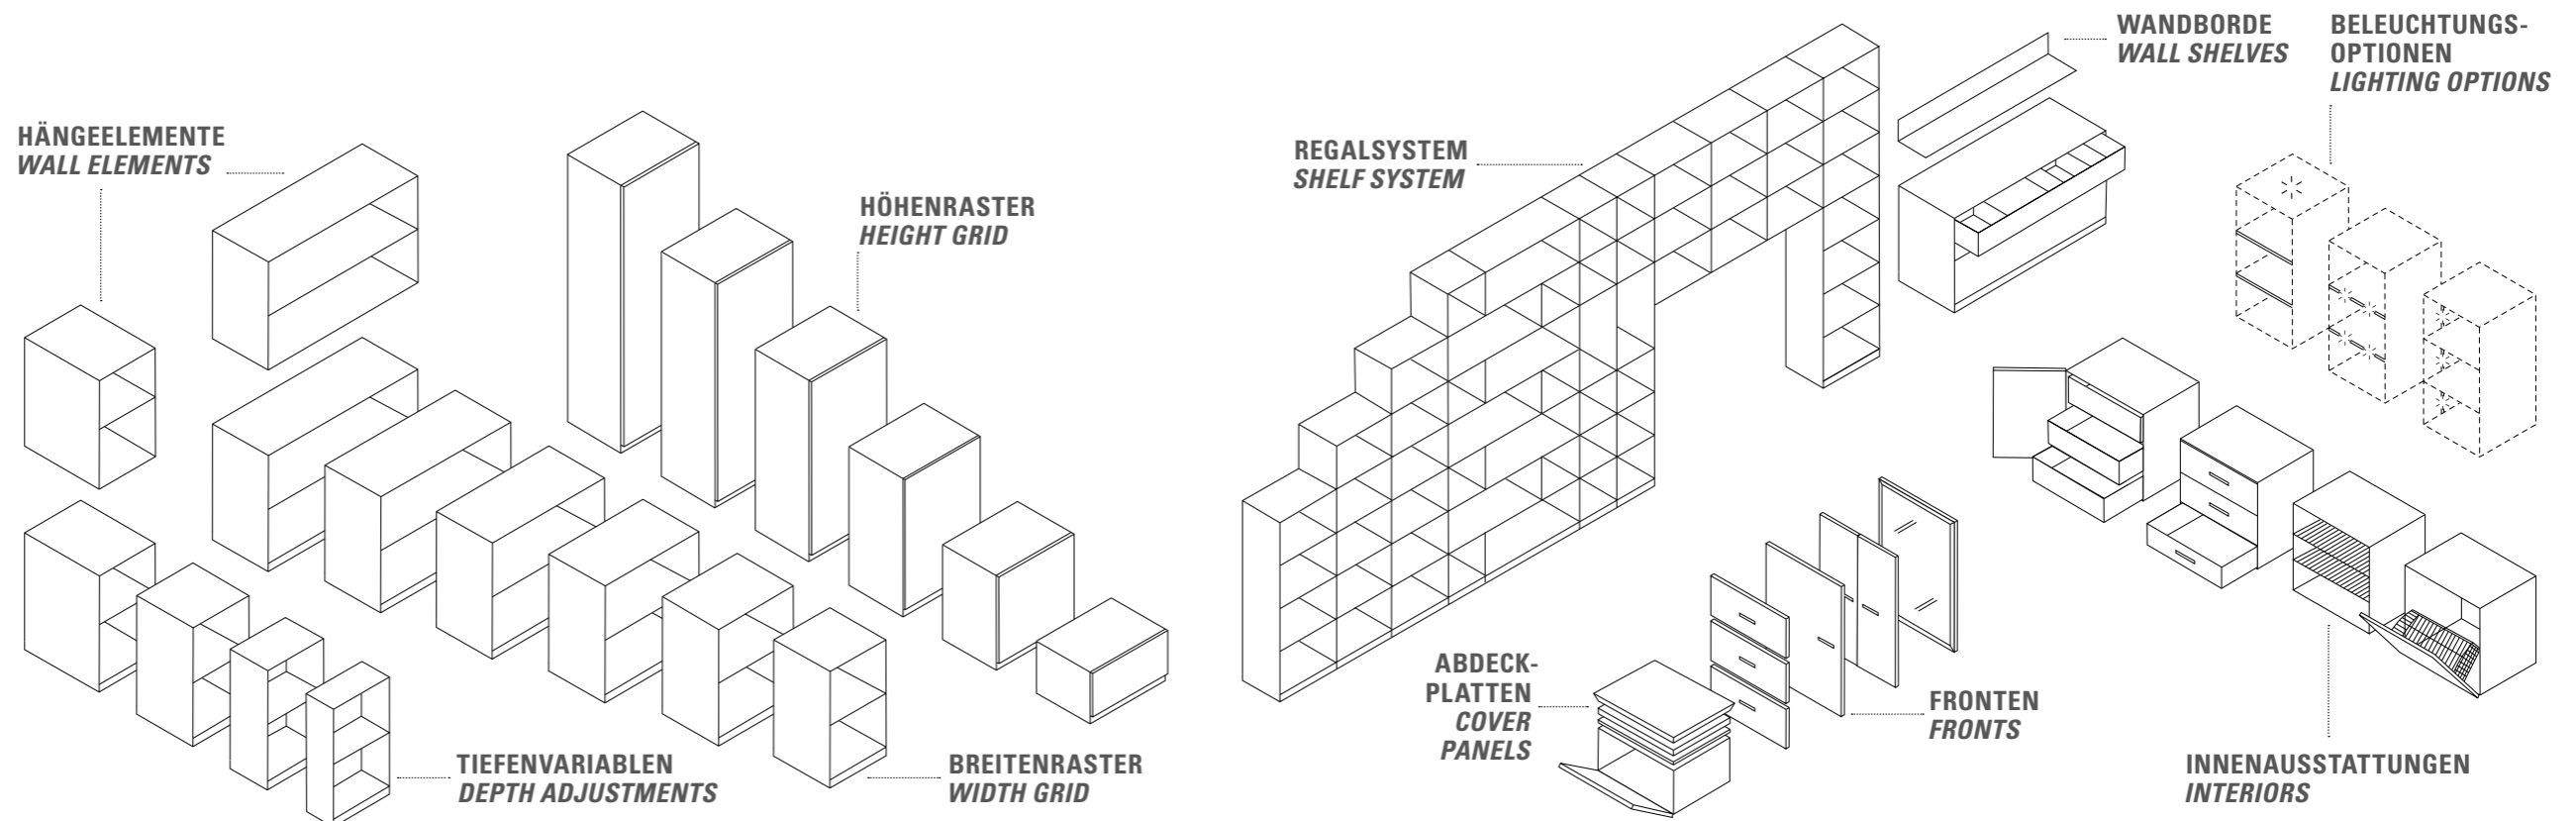 HÄNGEELEMENTE
WALL ELEMENTS
HÖHENRASTER
HEIGHT GRID
TIEFENVARIABLEN
DEPTH ADJUSTMENTS
BREITENRASTER
WIDTH GRID
REGALSYSTEM
SHELF SYSTEM
WANDBORDE
WALL SHELVES
BELEUCHTUNGS-
OPTIONEN
LIGHTING OPTIONS
ABDECK-
PLATTEN
COVER
PANELS
FRONTEN
FRONTS
INNENAUSSTATTUNGEN
INTERIORS